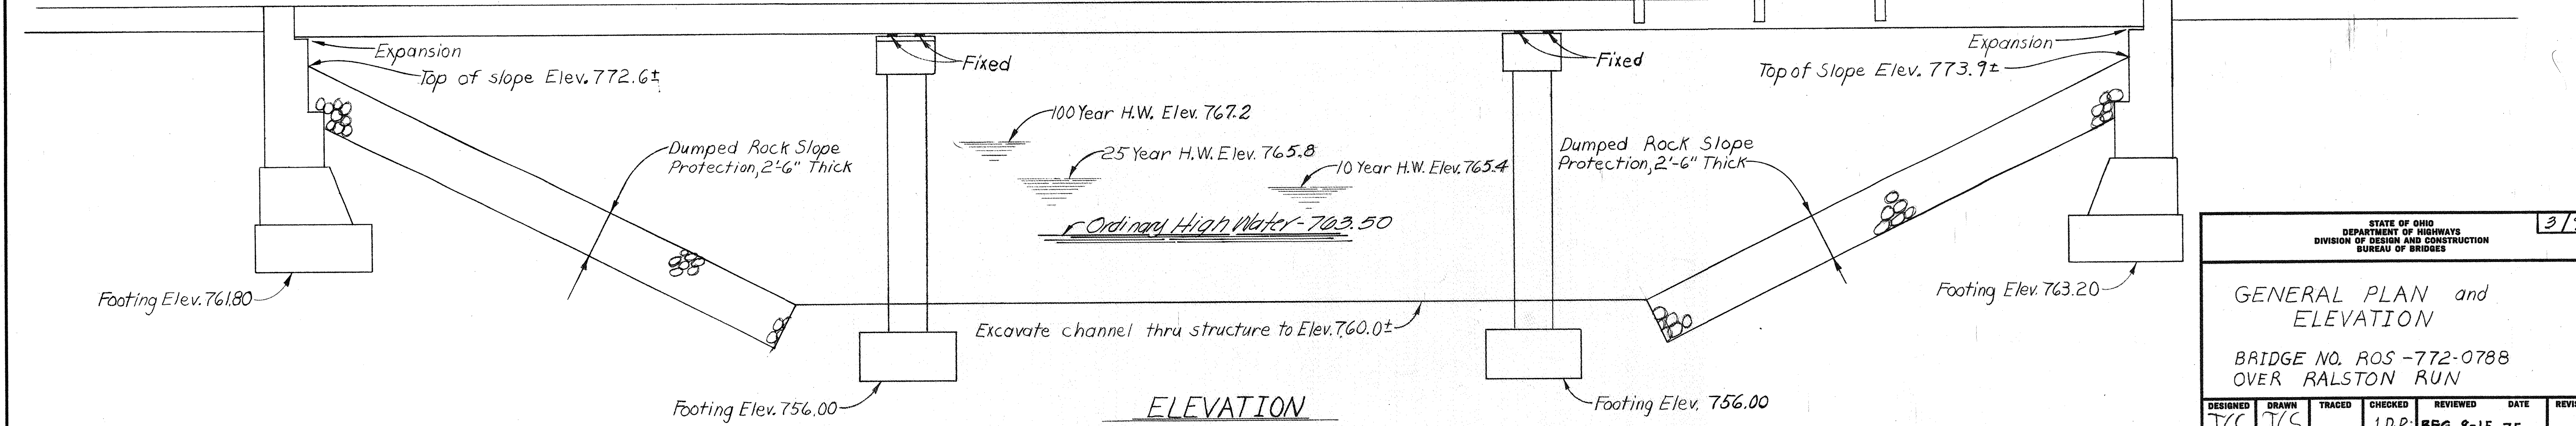 Expansion
Top of slope Elev. 772.6±
Fixed
Fixed
Expansion
Top of Slope Elev. 773.9±
100 Year H.W. Elev. 767.2
25 Year H.W. Elev. 765.8
10 Year H.W. Elev. 765.4
Ordinary High Water - 763.50
Dumped Rock Slope
Protection, 2'-6" Thick
Dumped Rock Slope
Protection, 2'-6" Thick
Footing Elev. 761.80
Footing Elev. 763.20
Excavate channel thru structure to Elev. 760.0±
Footing Elev. 756.00
ELEVATION
Footing Elev. 756.00
STATE OF OHIO
DEPARTMENT OF HIGHWAYS
DIVISION OF DESIGN AND CONSTRUCTION
BUREAU OF BRIDGES
3/
GENERAL PLAN and
ELEVATION
BRIDGE NO. ROS-772-0788
OVER RALSTON RUN
DESIGNED DRAWN TRACED CHECKED REVIEWED DATE